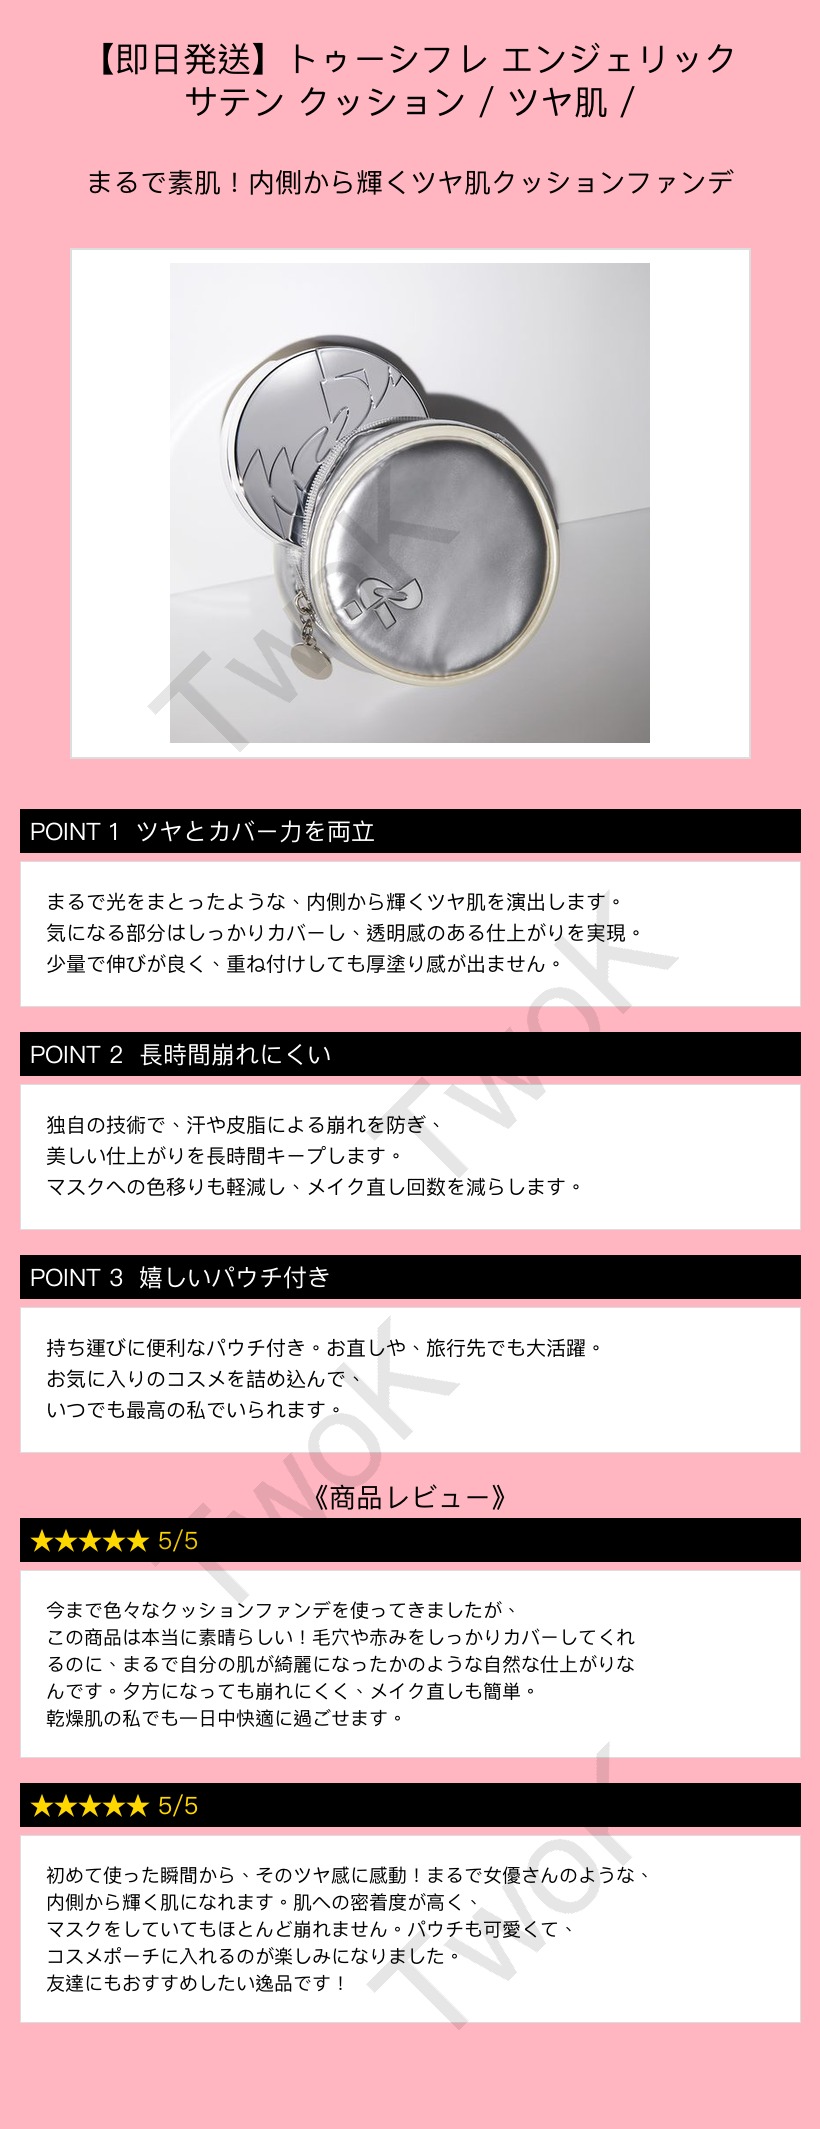 【即日発送】トゥーシフレ エンジェリック
サテン クッション / ツヤ肌 /
まるで素肌！内側から輝くツヤ肌クッションファンデ
TwoK
POINT 1 ツヤとカバー力を両立
まるで光をまとったような、内側から輝くツヤ肌を演出します。
気になる部分はしっかりカバーし、透明感のある仕上がりを実現。
少量で伸びが良く、重ね付けしても厚塗り感が出ません。
TwoK
POINT 2 長時間崩れにくい
独自の技術で、汗や皮脂による崩れを防ぎ、
美しい仕上がりを長時間キープします。
マスクへの色移りも軽減し、メイク直し回数を減らします。
POINT 3 嬉しいパウチ付き
持ち運びに便利なパウチ付き。お直しや、旅行先でも大活躍。
お気に入りのコスメを詰め込んで、
いつでも最高の私でいられます。
TwoK
《商品レビュー》
★★★★★ 5/5
今まで色々なクッションファンデを使ってきましたが、
この商品は本当に素晴らしい！毛穴や赤みをしっかりカバーしてくれ
るのに、まるで自分の肌が綺麗になったかのような自然な仕上がりな
んです。夕方になっても崩れにくく、メイク直しも簡単。
乾燥肌の私でも一日中快適に過ごせます。
★★★★★ 5/5
初めて使った瞬間から、そのツヤ感に感動！まるで女優さんのような、
内側から輝く肌になれます。肌への密着度が高く、
マスクをしていてもほとんど崩れません。パウチも可愛くて、
コスメポーチに入れるのが楽しみになりました。
友達にもおすすめしたい逸品です！
TwoK